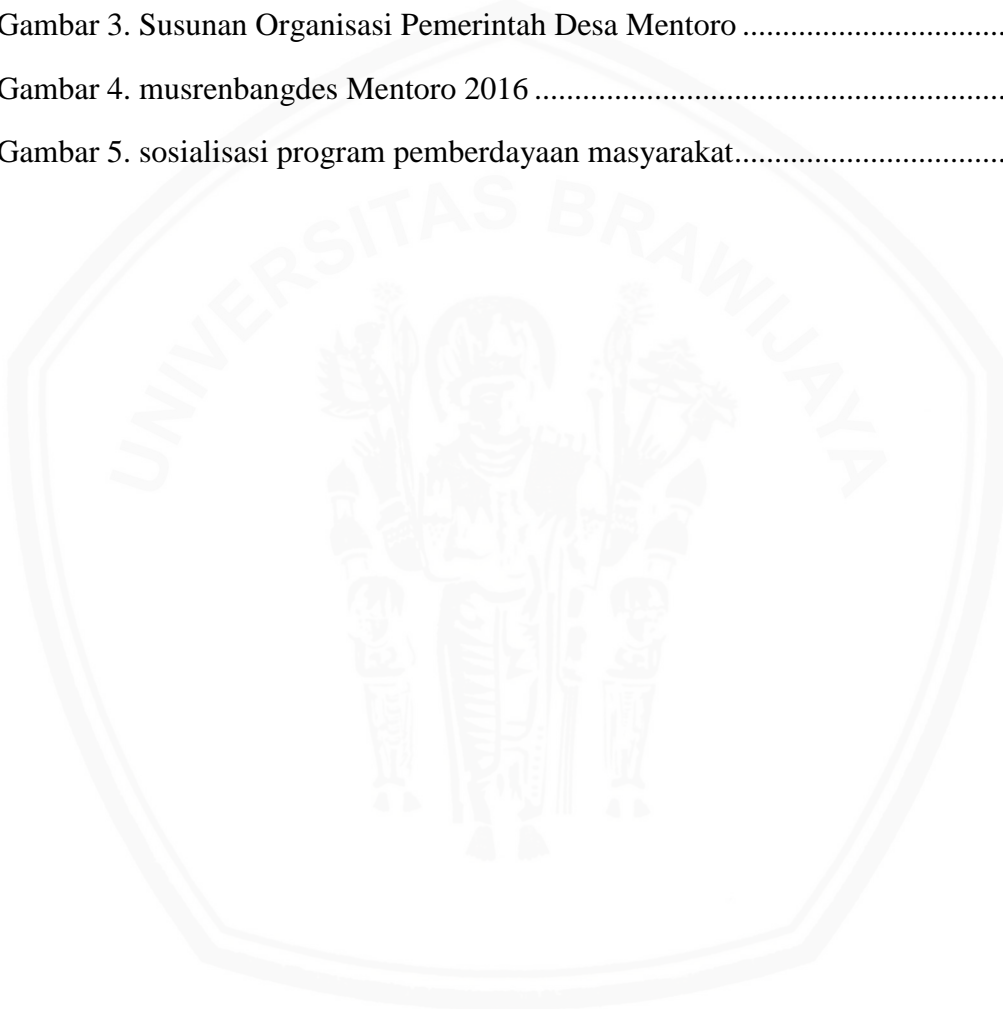 Gambar 3. Susunan Organisasi Pemerintah Desa Mentoro ..................................
Gambar 4. musrenbangdes Mentoro 2016 ..............................................................
Gambar 5. sosialisasi program pemberdayaan masyarakat...................................
UNIVERSITAS BRAWIJAYA